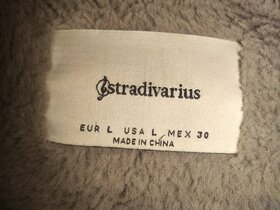 stradivarius
EUR L USA L MEX 30
MADE IN CHINA